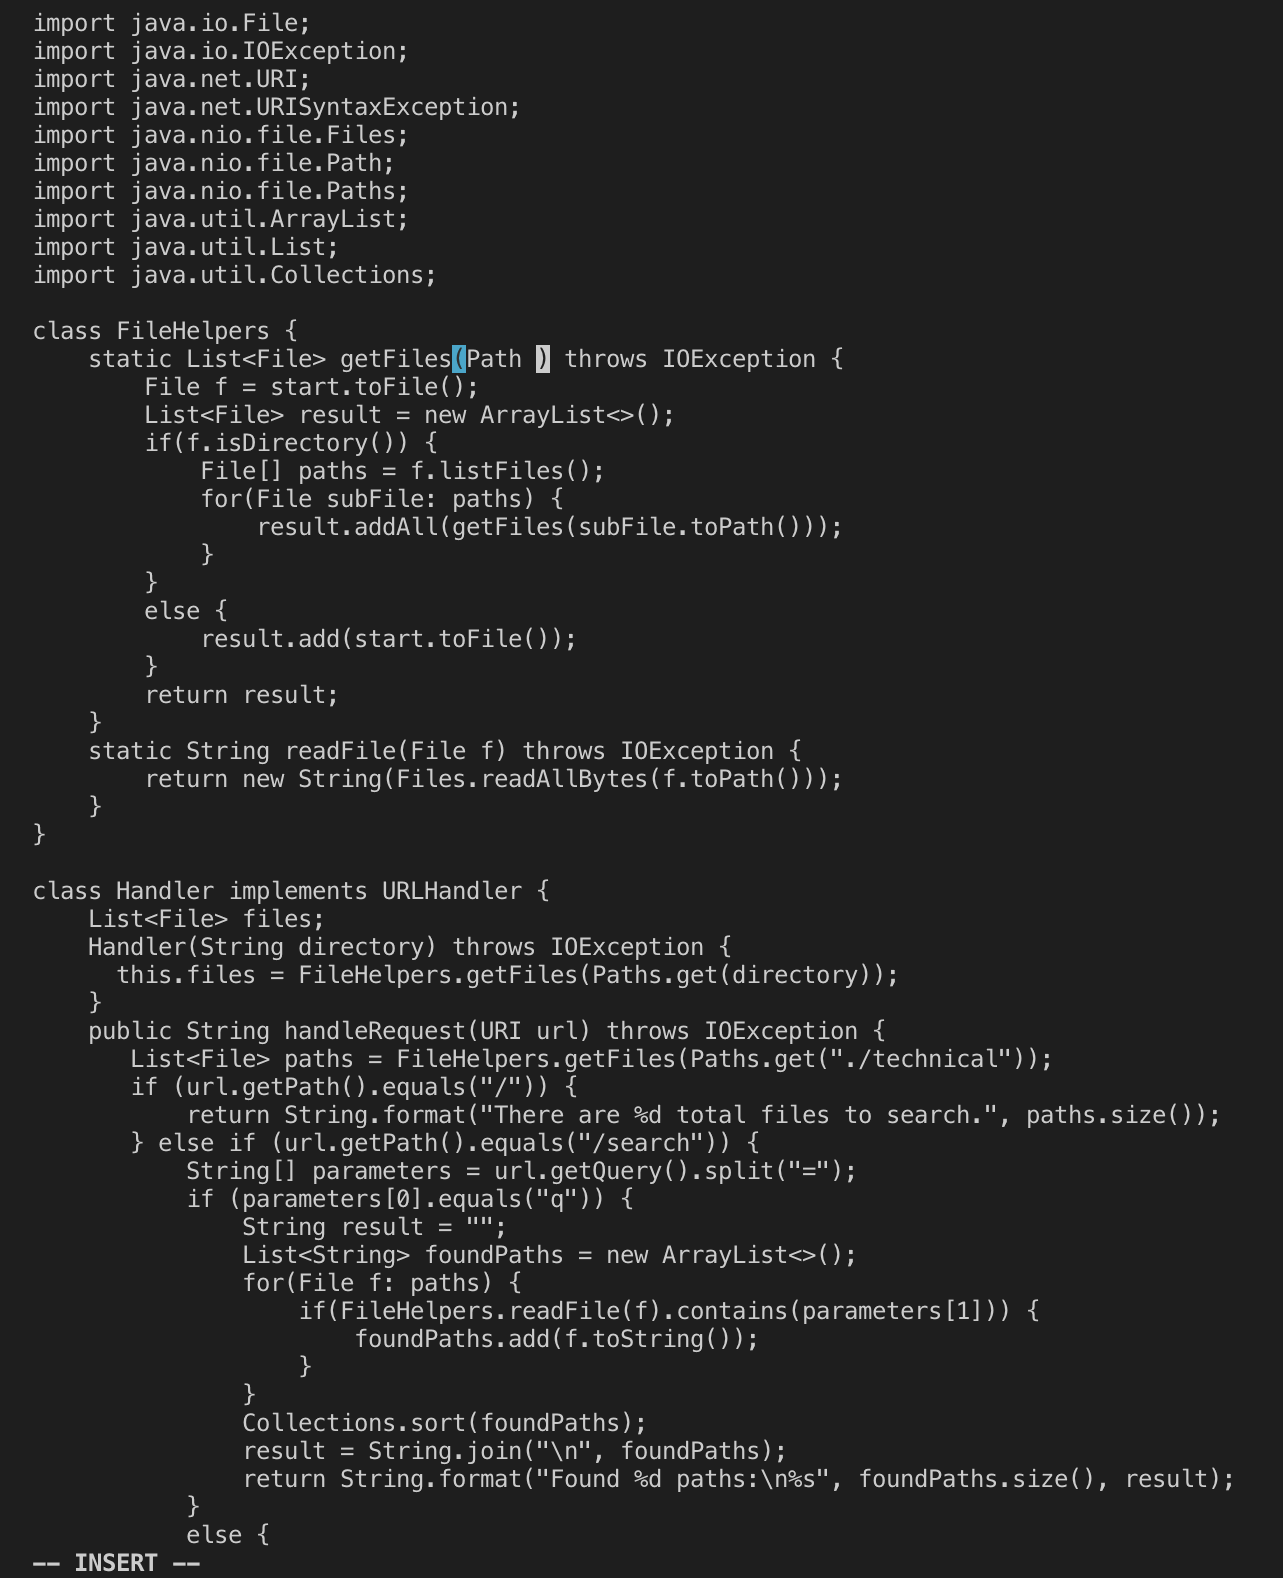 import java.io.File;
import java.io.IOException;
import java.net.URI;
import java.net.URISyntaxException;
import java.nio.file.Files;
import java.nio.file.Path;
import java.nio.file.Paths;
import java.util.ArrayList;
import java.util.List;
import java.util.Collections;

class FileHelpers {
    static List<File> getFiles(Path ) throws IOException {
        File f = start.toFile();
        List<File> result = new ArrayList<>();
        if(f.isDirectory()) {
            File[] paths = f.listFiles();
            for(File subFile: paths) {
                result.addAll(getFiles(subFile.toPath()));
            }
        }
        else {
            result.add(start.toFile());
        }
        return result;
    }
    static String readFile(File f) throws IOException {
        return new String(Files.readAllBytes(f.toPath()));
    }
}

class Handler implements URLHandler {
    List<File> files;
    Handler(String directory) throws IOException {
      this.files = FileHelpers.getFiles(Paths.get(directory));
    }
    public String handleRequest(URI url) throws IOException {
       List<File> paths = FileHelpers.getFiles(Paths.get("./technical"));
       if (url.getPath().equals("/")) {
           return String.format("There are %d total files to search.", paths.size());
       } else if (url.getPath().equals("/search")) {
           String[] parameters = url.getQuery().split("=");
           if (parameters[0].equals("q")) {
               String result = "";
               List<String> foundPaths = new ArrayList<>();
               for(File f: paths) {
                   if(FileHelpers.readFile(f).contains(parameters[1])) {
                       foundPaths.add(f.toString());
                   }
               }
               Collections.sort(foundPaths);
               result = String.join("\n", foundPaths);
               return String.format("Found %d paths:\n%s", foundPaths.size(), result);
           }
           else {
-- INSERT --